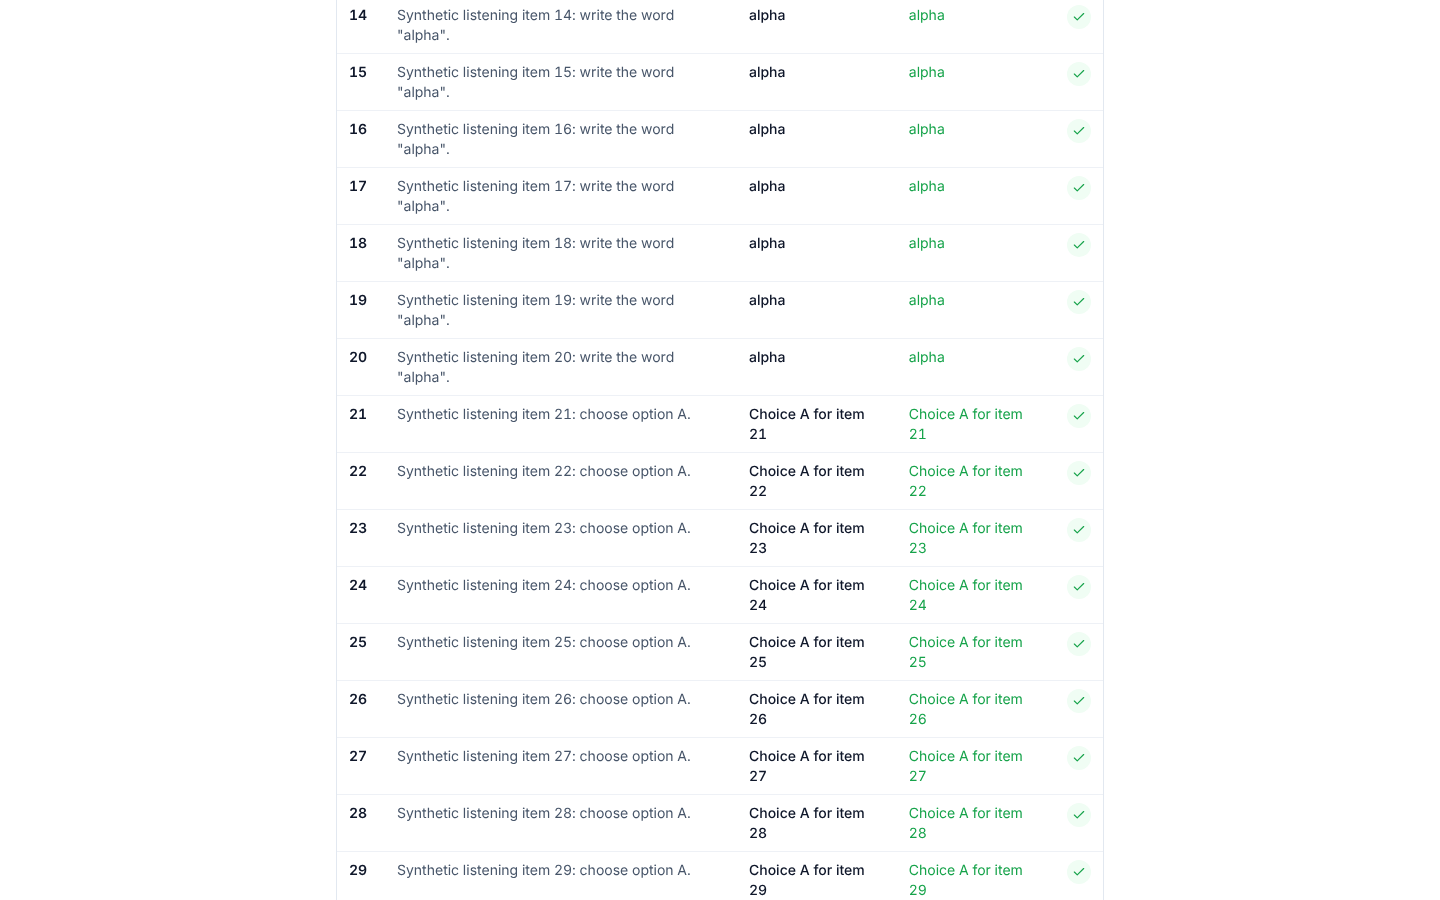 14 Synthetic listening item 14: write the word alpha alpha
"alpha".
15 Synthetic listening item 15: write the word alpha alpha
"alpha".
16 Synthetic listening item 16: write the word alpha alpha
"alpha".
17 Synthetic listening item 17: write the word alpha alpha
"alpha".
18 Synthetic listening item 18: write the word alpha alpha
"alpha".
19 Synthetic listening item 19: write the word alpha alpha
"alpha".
20 Synthetic listening item 20: write the word alpha alpha
"alpha".
21 Synthetic listening item 21: choose option A. Choice A for item Choice A for item
21 21
22 Synthetic listening item 22: choose option A. Choice A for item Choice A for item
22 22
23 Synthetic listening item 23: choose option A. Choice A for item Choice A for item
23 23
24 Synthetic listening item 24: choose option A. Choice A for item Choice A for item
24 24
25 Synthetic listening item 25: choose option A. Choice A for item Choice A for item
25 25
26 Synthetic listening item 26: choose option A. Choice A for item Choice A for item
26 26
27 Synthetic listening item 27: choose option A. Choice A for item Choice A for item
27 27
28 Synthetic listening item 28: choose option A. Choice A for item Choice A for item
28 28
29 Synthetic listening item 29: choose option A. Choice A for item Choice A for item
29 29